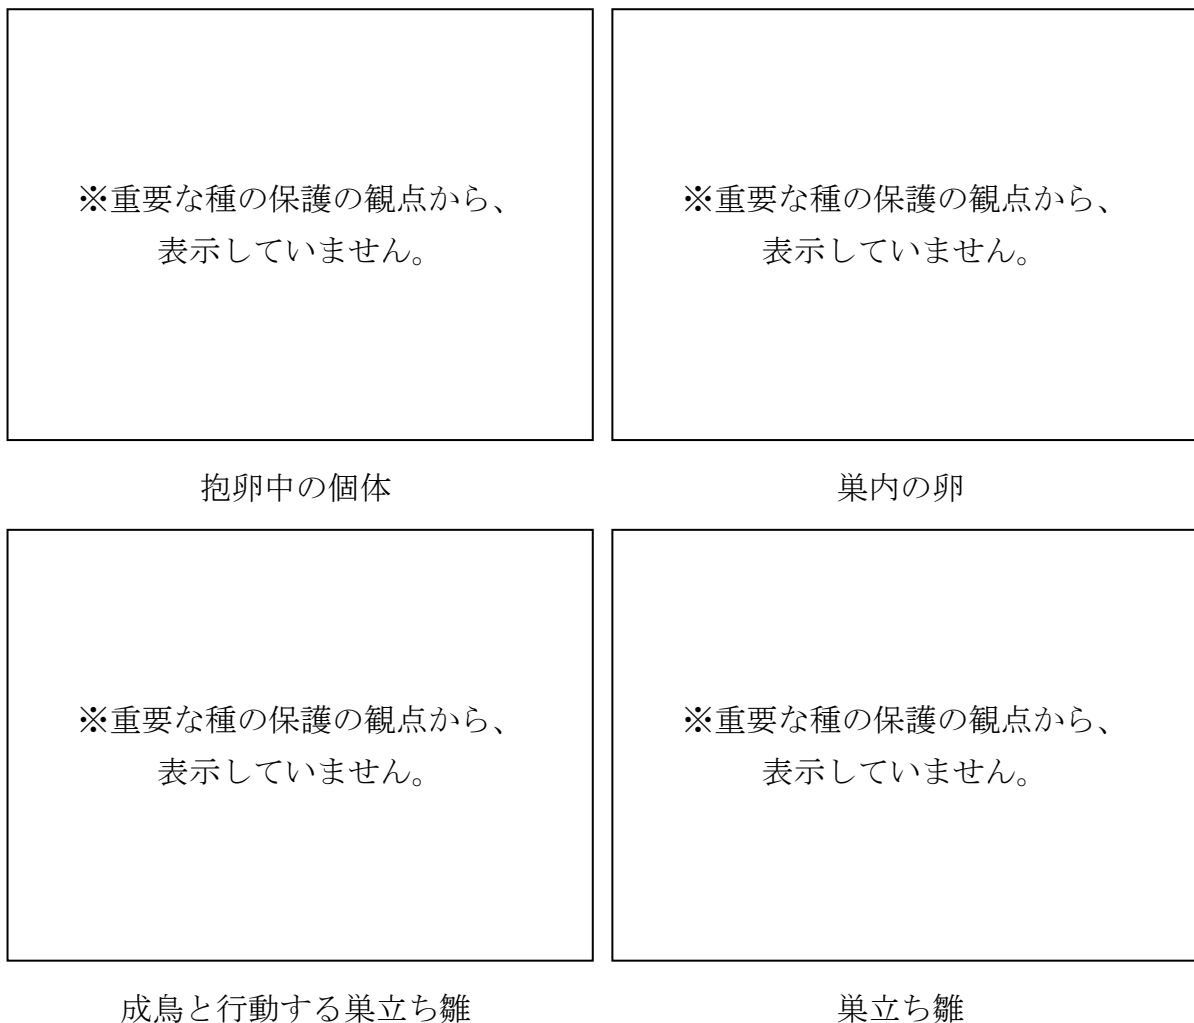 ※重要な種の保護の観点から、
表示していません。
※重要な種の保護の観点から、
表示していません。
抱卵中の個体
巣内の卵
※重要な種の保護の観点から、
表示していません。
※重要な種の保護の観点から、
表示していません。
成鳥と行動する巣立ち雛
巣立ち雛